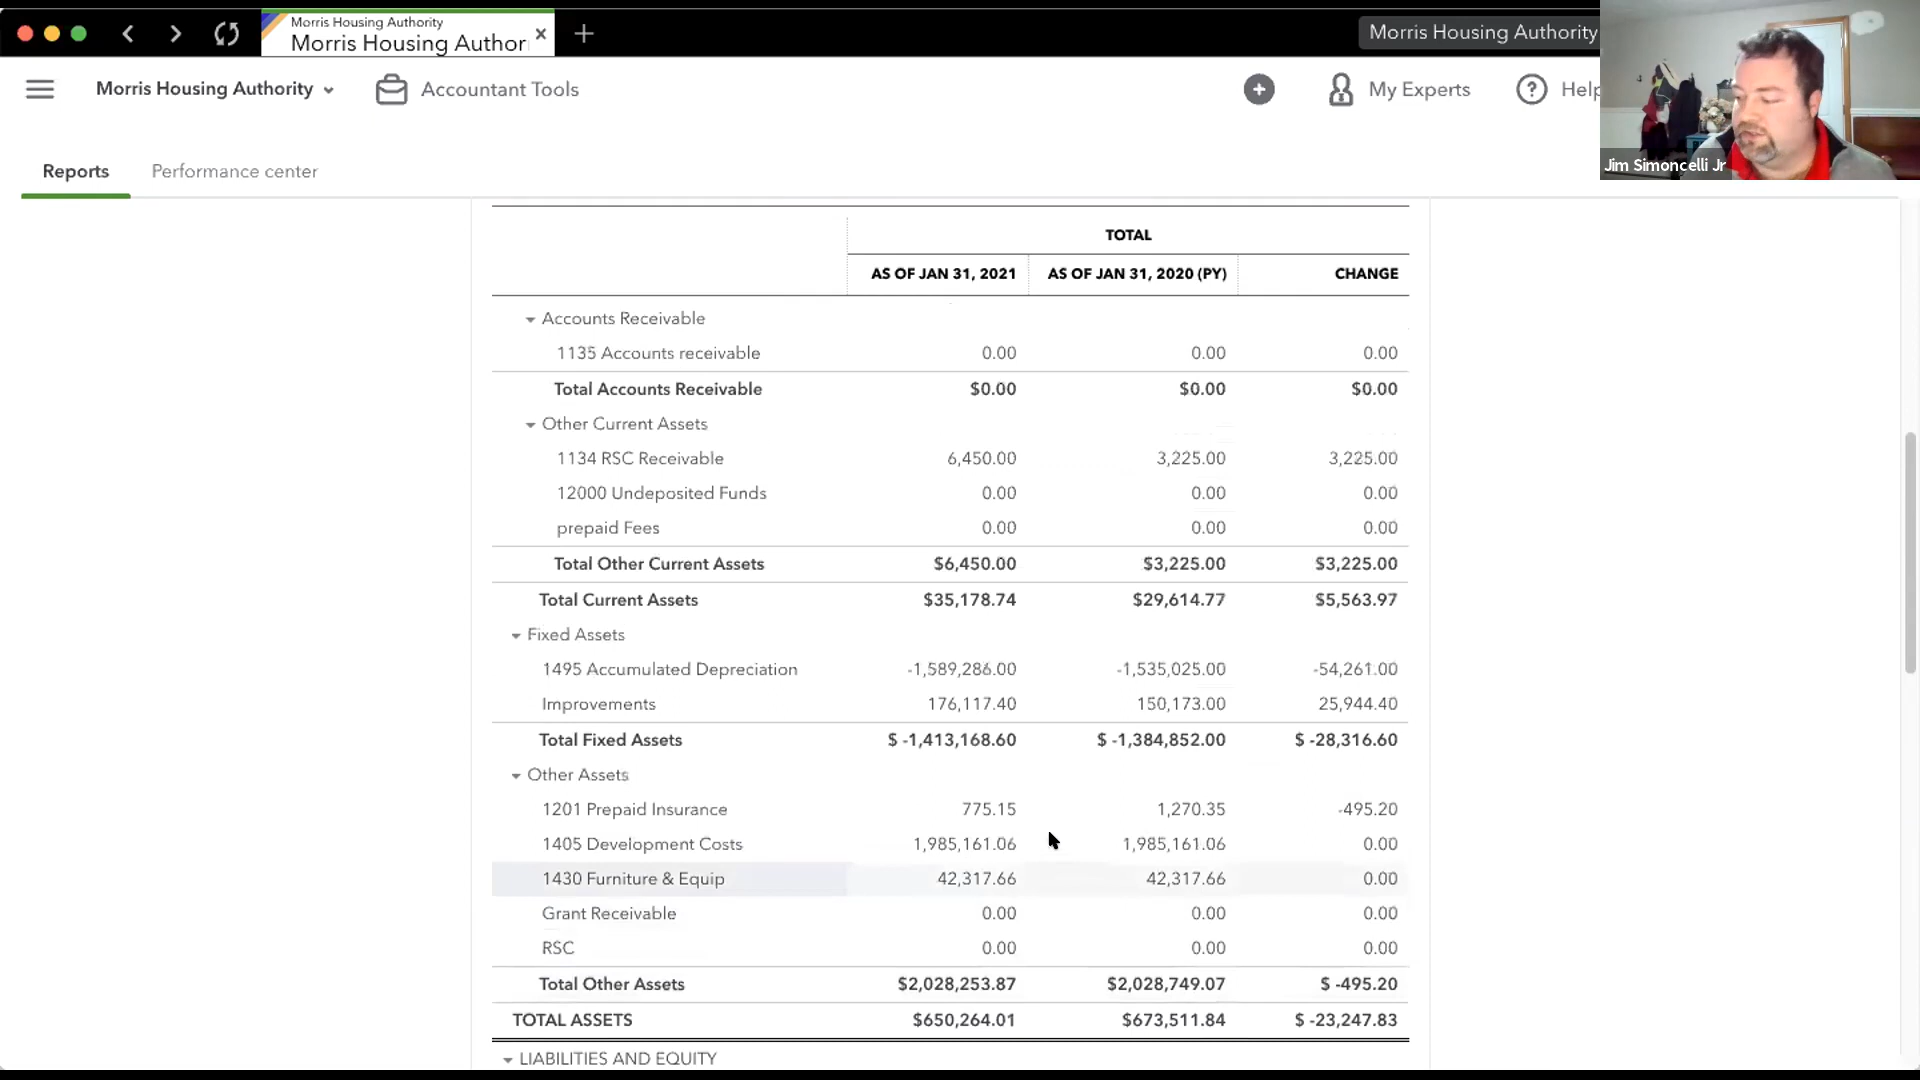 Morris Housing Authority
Morris Housing Author
Morris Housing Authority
Morris Housing Authority
Accountant Tools
My Experts
Help
Jim Simoncelli Jr
Reports
Performance center
TOTAL
AS OF JAN 31, 2021 AS OF JAN 31, 2020 (PY) CHANGE
Accounts Receivable
1135 Accounts receivable 0.00 0.00 0.00
Total Accounts Receivable $0.00 $0.00 $0.00
Other Current Assets
1134 RSC Receivable 6,450.00 3,225.00 3,225.00
12000 Undeposited Funds 0.00 0.00 0.00
prepaid Fees 0.00 0.00 0.00
Total Other Current Assets $6,450.00 $3,225.00 $3,225.00
Total Current Assets $35,178.74 $29,614.77 $5,563.97
Fixed Assets
1495 Accumulated Depreciation -1,589,286.00 -1,535,025.00 -54,261.00
Improvements 176,117.40 150,173.00 25,944.40
Total Fixed Assets $ -1,413,168.60 $ -1,384,852.00 $ -28,316.60
Other Assets
1201 Prepaid Insurance 775.15 1,270.35 -495.20
1405 Development Costs 1,985,161.06 1,985,161.06 0.00
1430 Furniture & Equip 42,317.66 42,317.66 0.00
Grant Receivable 0.00 0.00 0.00
RSC 0.00 0.00 0.00
Total Other Assets $2,028,253.87 $2,028,749.07 $ -495.20
TOTAL ASSETS $650,264.01 $673,511.84 $ -23,247.83
LIABILITIES AND EQUITY